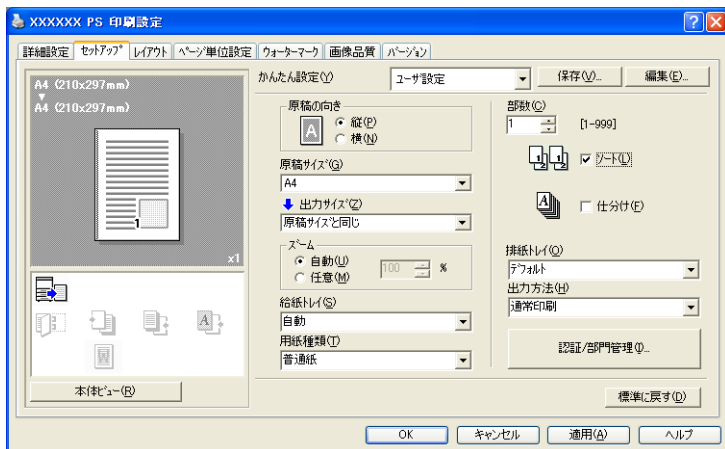 XXXXXX PS 印刷設定
詳細設定 セットアップ レイアウト ページ単位設定 ウォーターマーク 画像品質 バージョン
A4 (210x297mm)
A4 (210x297mm)
1
x1
本体ビュー(R)
かんたん設定(Y) ユーザ設定 保存(V)... 編集(E)...
原稿の向き
A
縦(P)
横(N)
原稿サイズ(G)
A4
出力サイズ(Z)
原稿サイズと同じ
ズーム
自動(U)
任意(M)
100 %
給紙トレイ(S)
自動
用紙種類(T)
普通紙
部数(C)
1 [1-999]
ソート(L)
仕分け(F)
排紙トレイ(O)
デフォルト
出力方法(H)
通常印刷
認証/部門管理(I)...
標準に戻す(D)
OK キャンセル 適用(A) ヘルプ